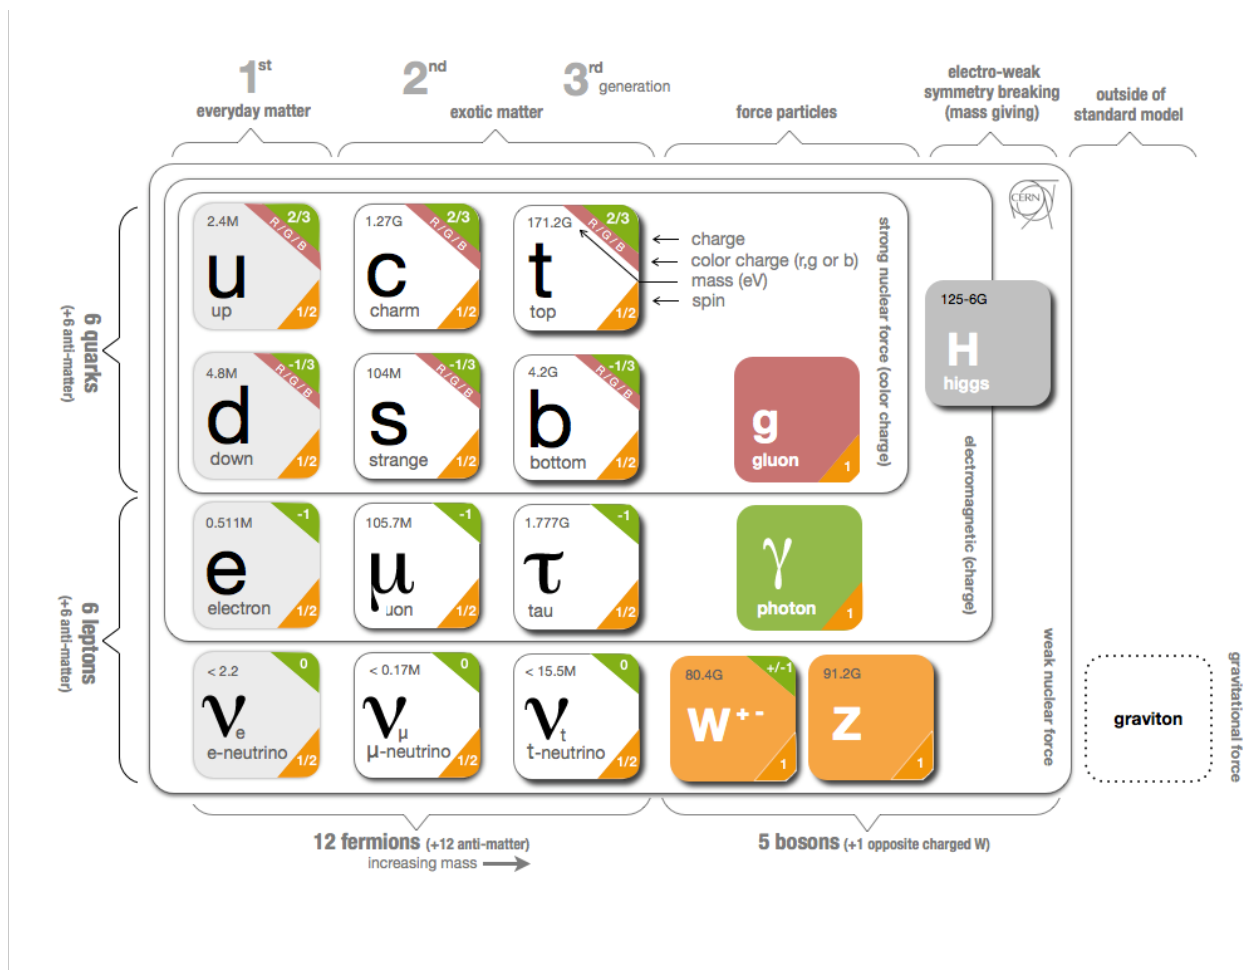 1st
2nd
3rd generation
everyday matter
exotic matter
force particles
electro-weak
symmetry breaking
(mass giving)
outside of
standard model
CERN
6 quarks
(+6 anti-matter)
2.4M
2/3
R/G/B
u
up
1/2
1.27G
2/3
R/G/B
c
charm
1/2
171.2G
2/3
R/G/B
t
top
1/2
charge
color charge (r,g or b)
mass (eV)
spin
strong nuclear force (color charge)
125-6G
H
higgs
4.8M
-1/3
R/G/B
d
down
1/2
104M
-1/3
R/G/B
s
strange
1/2
4.2G
-1/3
R/G/B
b
bottom
1/2
g
gluon
1
electromagnetic (charge)
6 leptons
(+6 anti-matter)
0.511M
-1
e
electron
1/2
105.7M
-1
μ
uon
1/2
1.777G
-1
τ
tau
1/2
γ
photon
1
weak nuclear force
< 2.2
0
νe
e-neutrino
1/2
< 0.17M
0
νμ
μ-neutrino
1/2
< 15.5M
0
νt
t-neutrino
1/2
80.4G
+/-1
W+-
1
91.2G
Z
1
graviton
gravitational force
12 fermions (+12 anti-matter)
increasing mass
5 bosons (+1 opposite charged W)